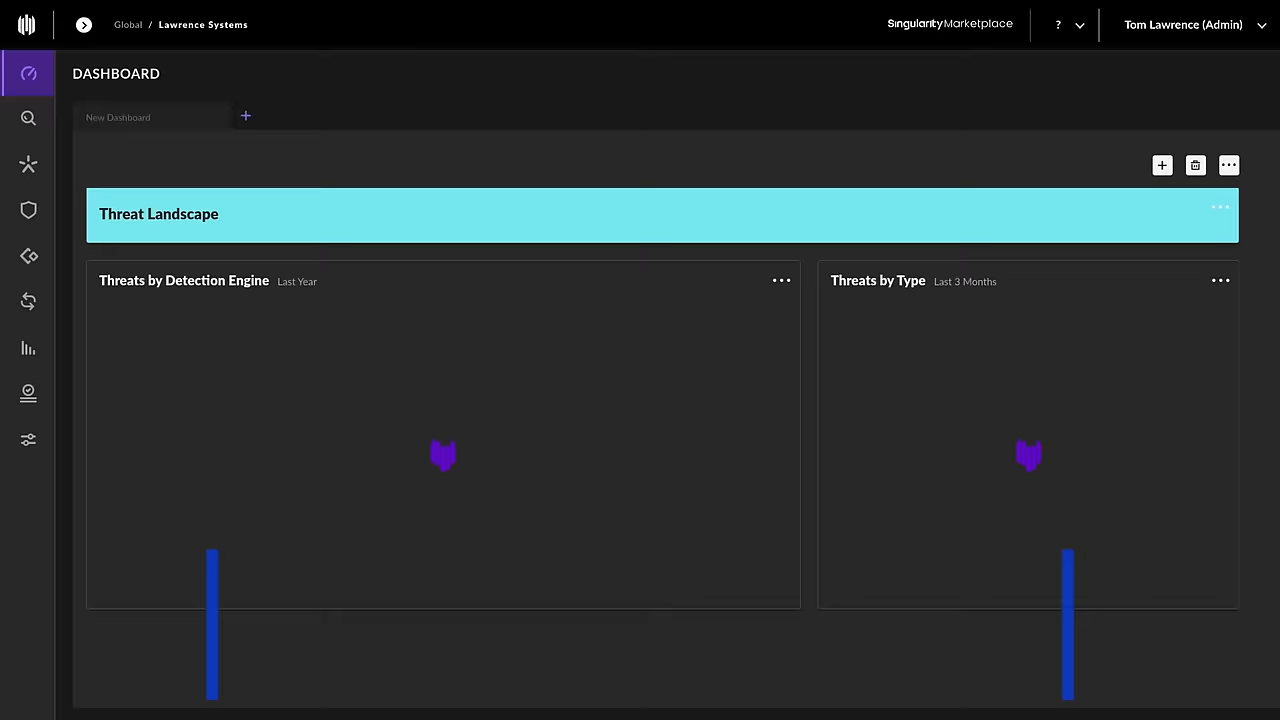 Global / Lawrence Systems
SingularityMarketplace
?
Tom Lawrence (Admin)
DASHBOARD
New Dashboard
+
Threat Landscape
Threats by Detection Engine Last Year
Threats by Type Last 3 Months